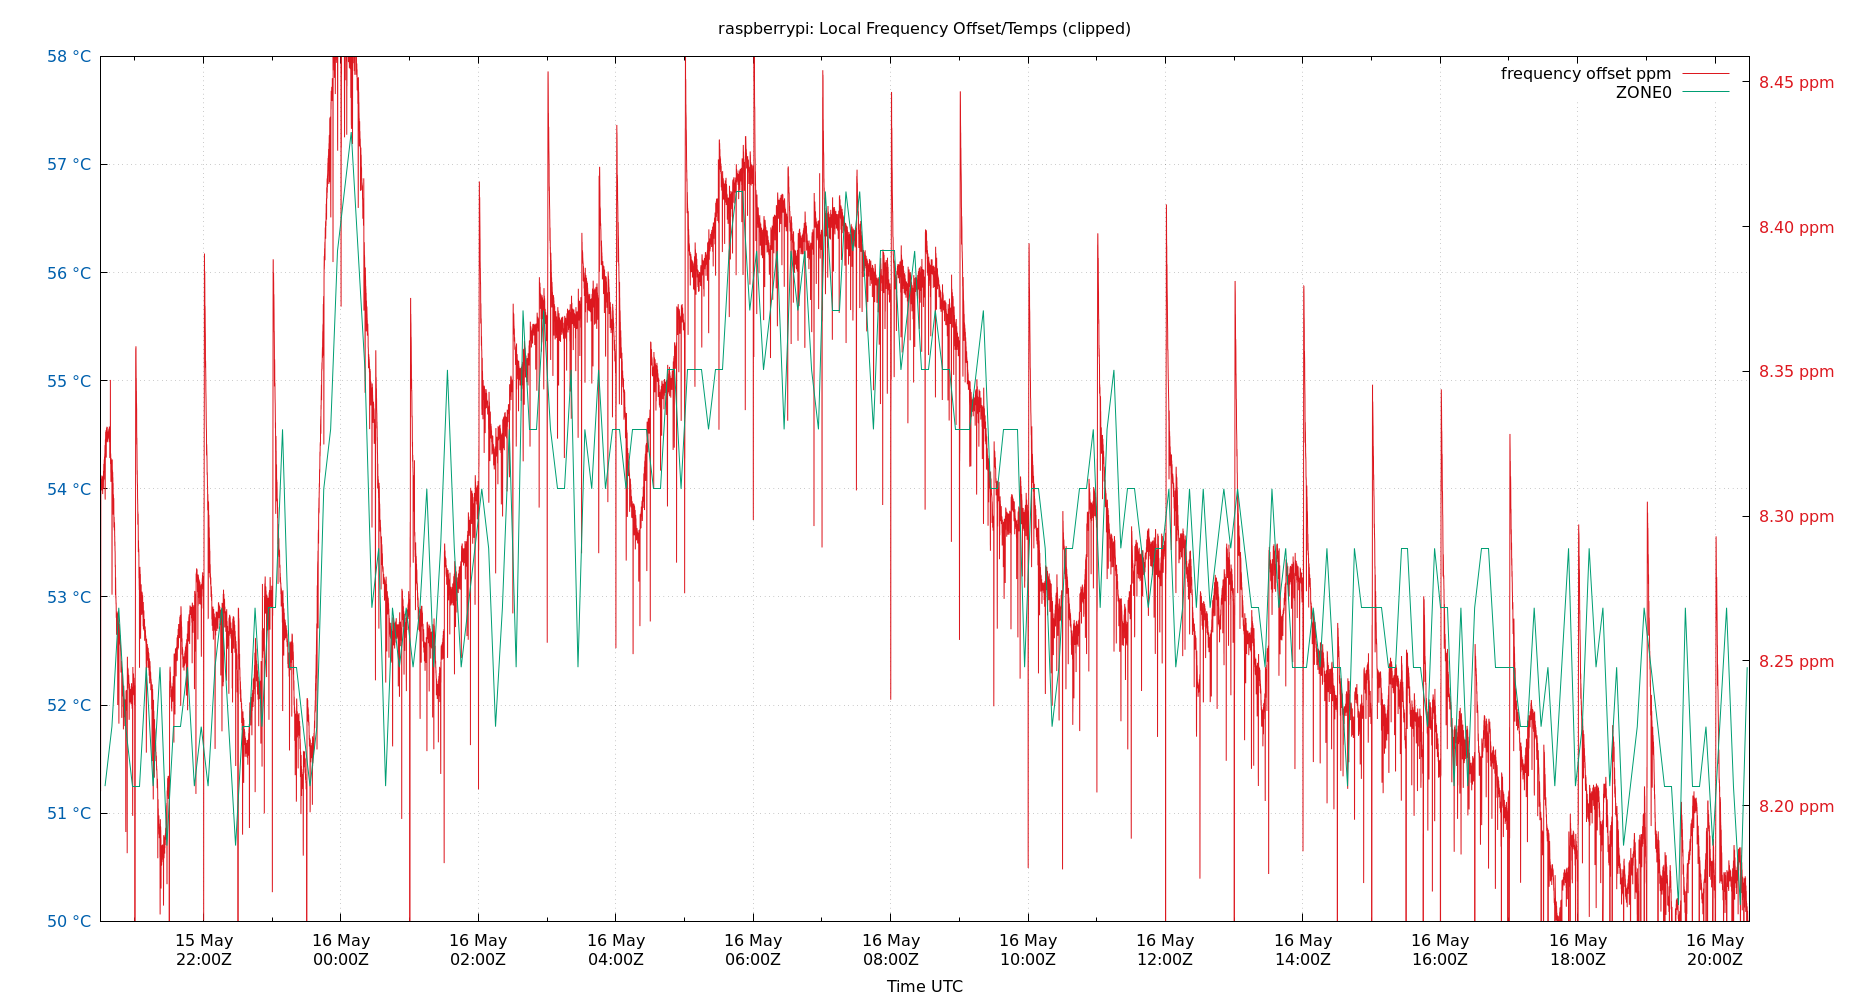 raspberrypi: Local Frequency Offset/Temps (clipped)
58 °C
57 °C
56 °C
55 °C
54 °C
53 °C
52 °C
51 °C
50 °C
frequency offset ppm
ZONE0
8.45 ppm
8.40 ppm
8.35 ppm
8.30 ppm
8.25 ppm
8.20 ppm
15 May 16 May 16 May 16 May 16 May 16 May 16 May 16 May 16 May 16 May 16 May 16 May
22:00Z 00:00Z 02:00Z 04:00Z 06:00Z 08:00Z 10:00Z 12:00Z 14:00Z 16:00Z 18:00Z 20:00Z
Time UTC